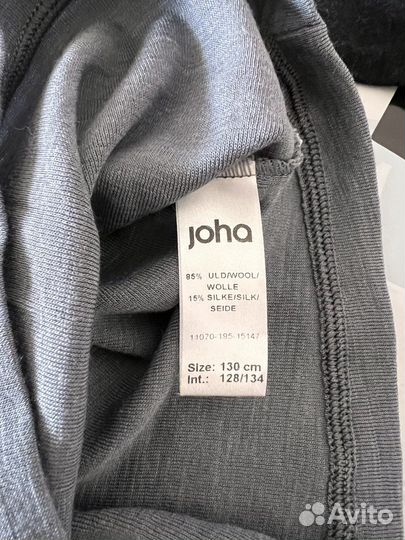 joha
85% ULD/WOOL/
WOLLE
15% SILKE/SILK/
SEIDE
11070-195-15147
Size: 130 cm
Int.: 128/134
Avito